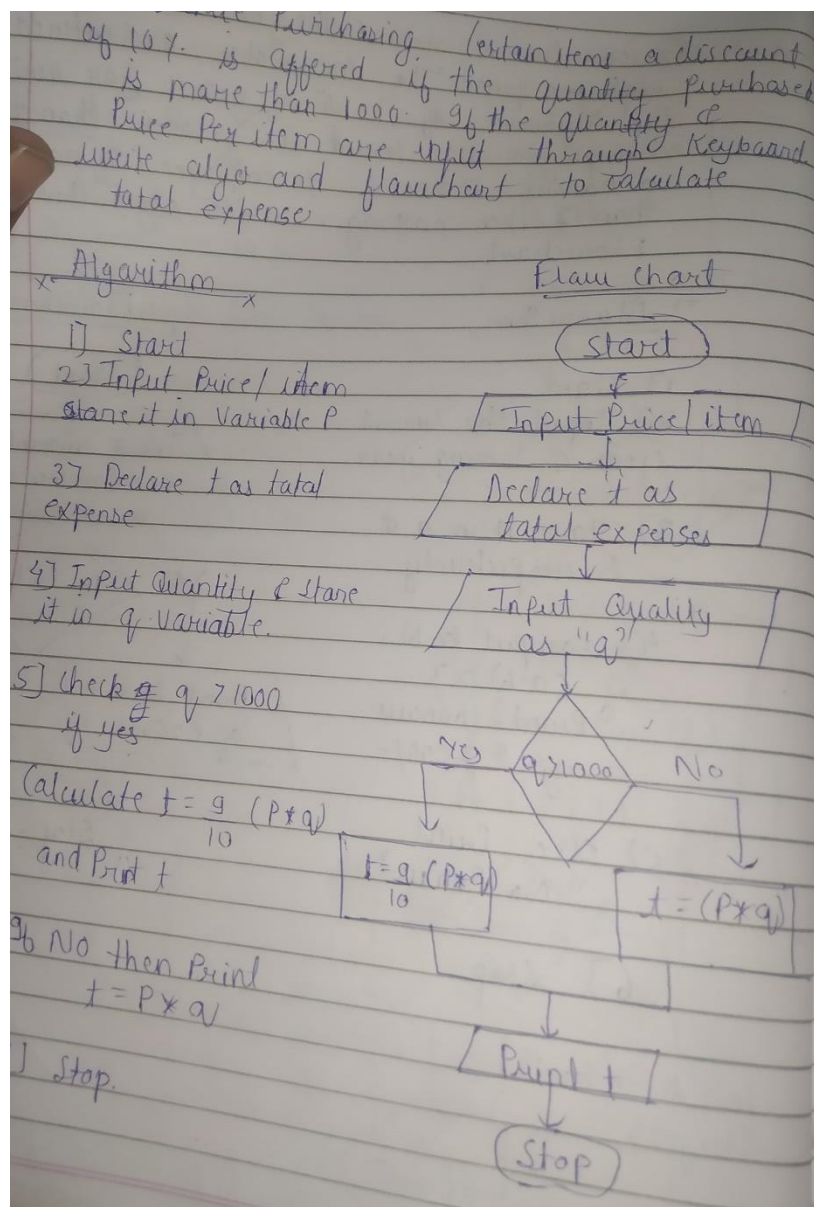 Purchasing. Certain items a discount
of 10%. is offered if the quantity Purchased
is more than 1000. If the quantity &
Price Per item are input through Keyboard
write algo and flowchart to calculate
total expense
Algorithm
1] Start
2] Input Price/item
Store it in Variable P
3] Declare t as total
expense
4] Input Quantity & store
it in q variable.
5] Check q > 1000
if yes
Calculate t = 9/10 (P*q)
and Print t
If No then Print
t = P * q
] Stop.
Flow Chart
Start
Input Price/item
Declare t as
total expenses
Input Quality
as "q"
q>1000
Yes
No
t = 9/10 (P*q)
t = (P*q)
Print t
Stop